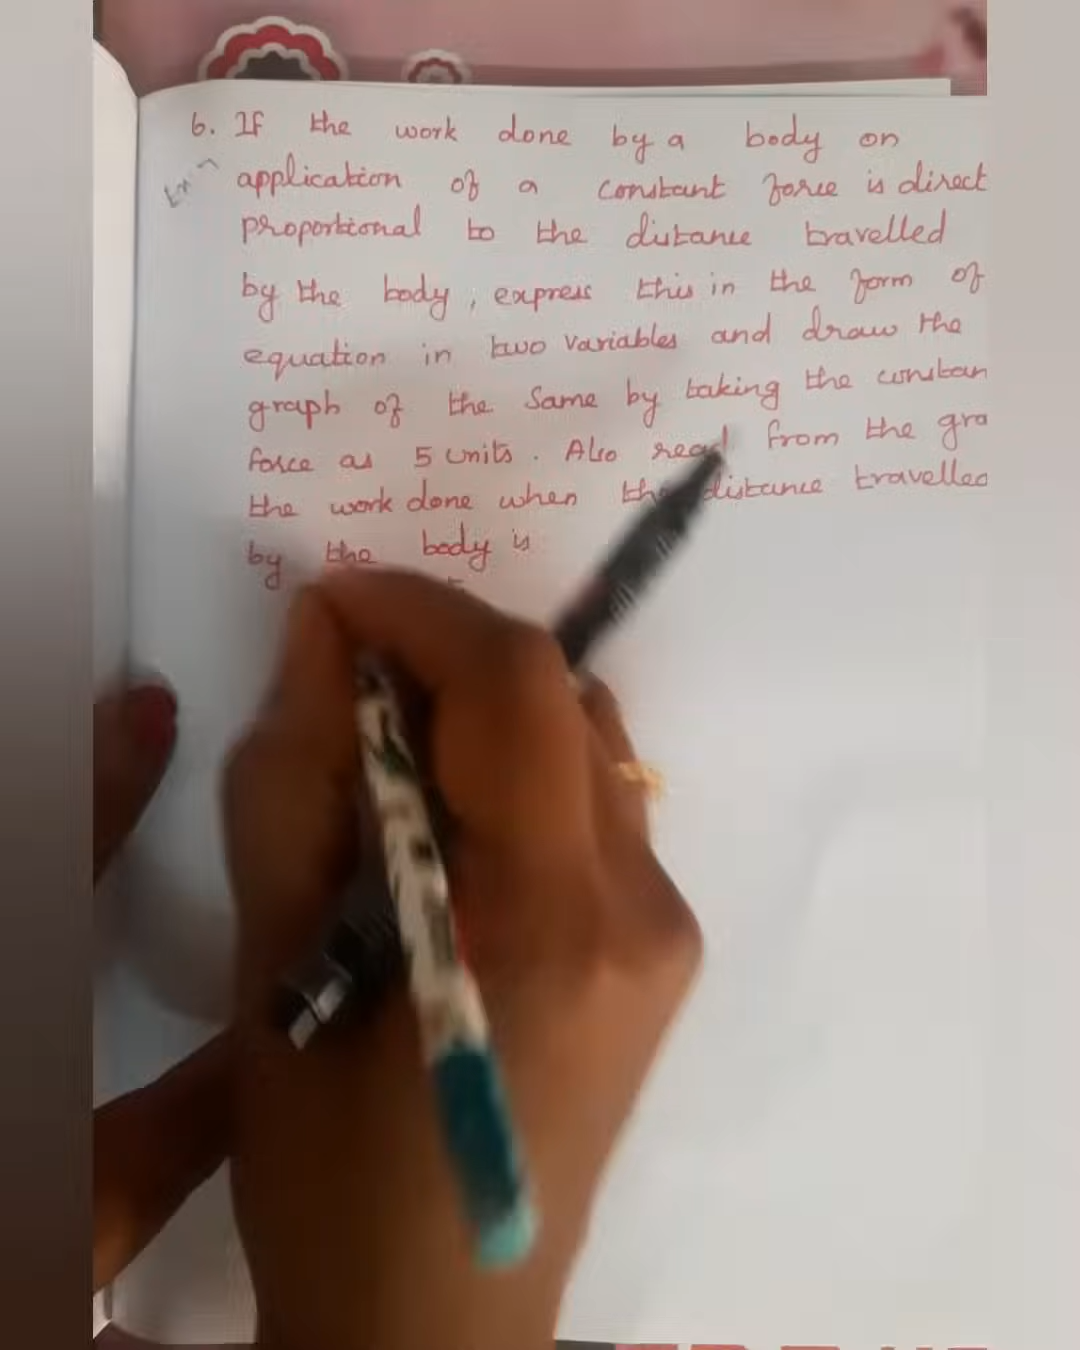 6. If the work done by a body on
application of a constant force is direct
proportional to the distance travelled
by the body, express this in the form of
equation in two variables and draw the
graph of the same by taking the constan
force as 5 units. Also read from the gra
the work done when the distance travelled
by the body is